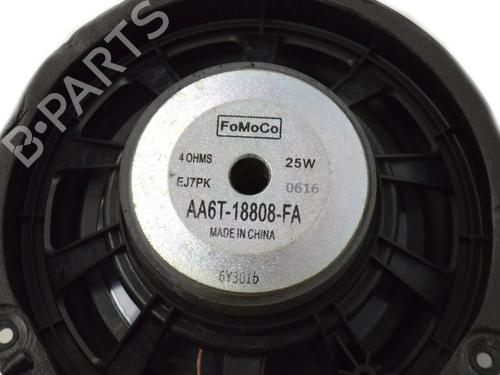 B-PARTS
FoMoCo
4 OHMS 25W
EJ7PK 0616
AA6T-18808-FA
MADE IN CHINA
6Y3016